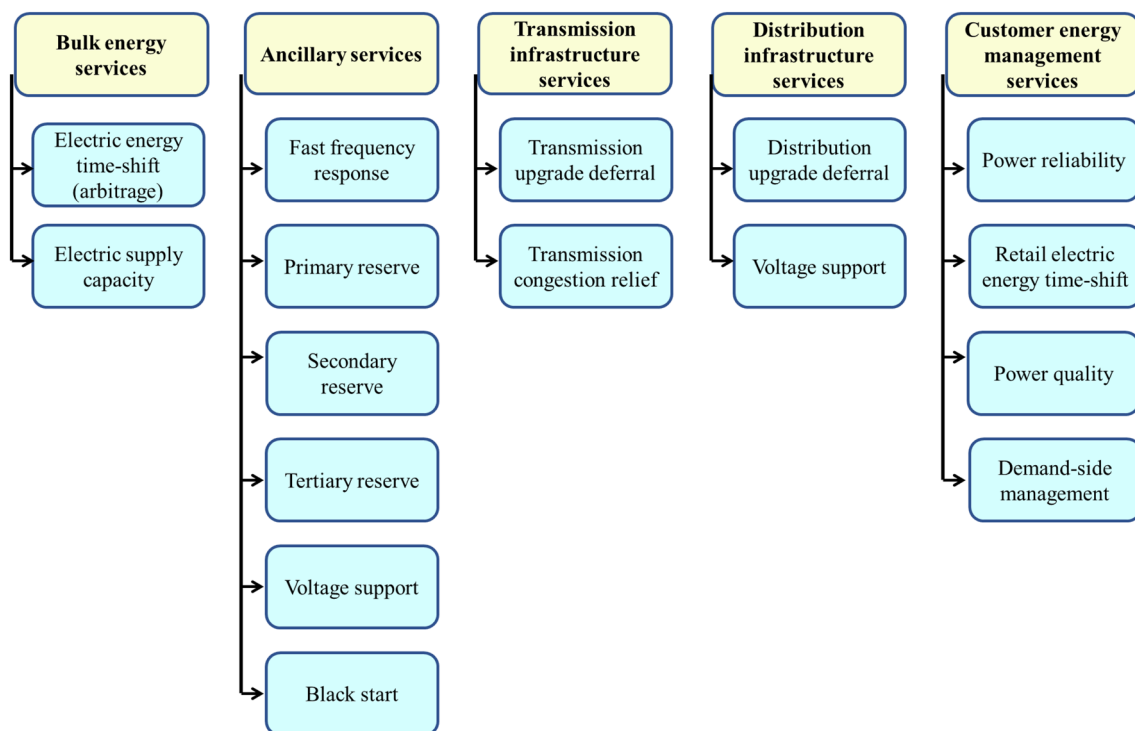 Bulk energy
services
Electric energy
time-shift
(arbitrage)
Electric supply
capacity
Ancillary services
Fast frequency
response
Primary reserve
Secondary
reserve
Tertiary reserve
Voltage support
Black start
Transmission
infrastructure
services
Transmission
upgrade deferral
Transmission
congestion relief
Distribution
infrastructure
services
Distribution
upgrade deferral
Voltage support
Customer energy
management
services
Power reliability
Retail electric
energy time-shift
Power quality
Demand-side
management